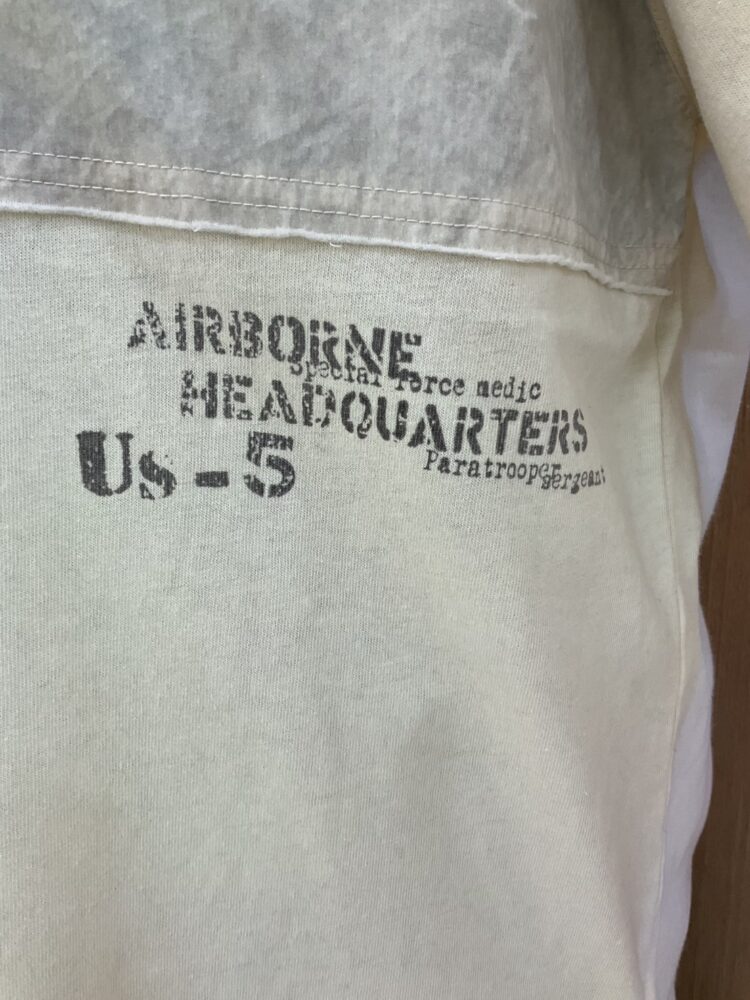 AIRBORNE
Special force medic
HEADQUARTERS
Us-5
Paratrooper
sergeant